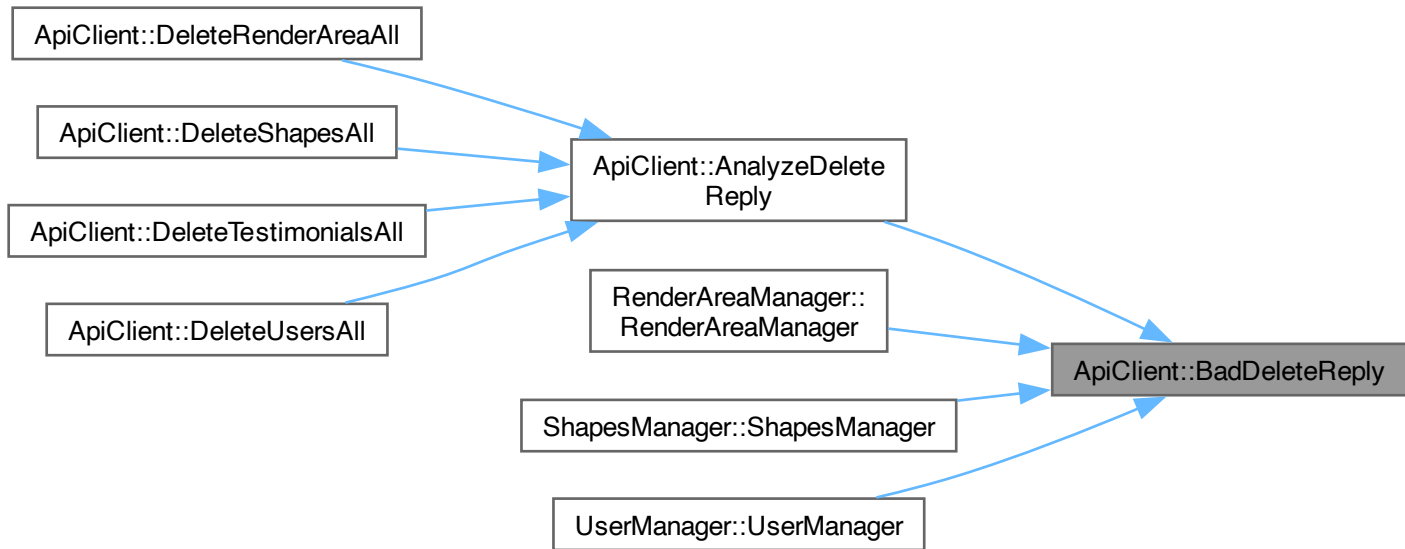 ApiClient::DeleteRenderAreaAll
ApiClient::DeleteShapesAll
ApiClient::DeleteTestimonialsAll
ApiClient::DeleteUsersAll
ApiClient::AnalyzeDelete
Reply
RenderAreaManager::
RenderAreaManager
ShapesManager::ShapesManager
UserManager::UserManager
ApiClient::BadDeleteReply